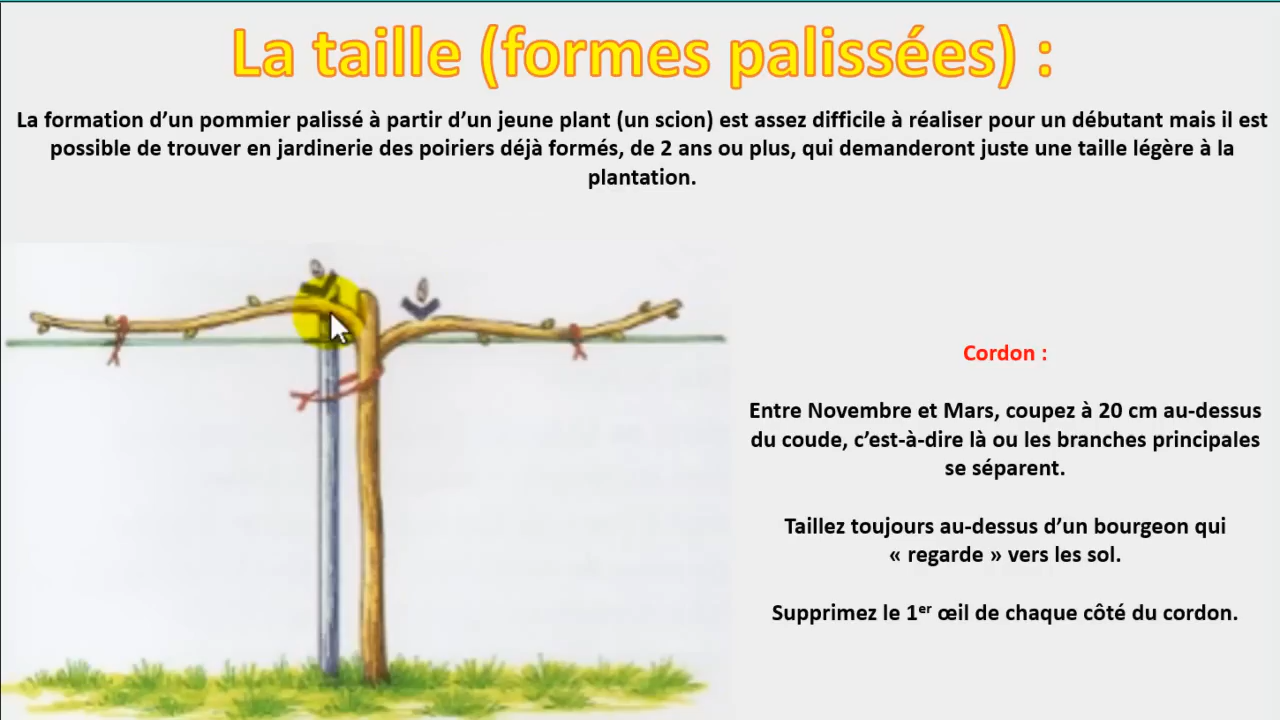 La taille (formes palissées) :
La formation d’un pommier palissé à partir d’un jeune plant (un scion) est assez difficile à réaliser pour un débutant mais il est
possible de trouver en jardinerie des poiriers déjà formés, de 2 ans ou plus, qui demanderont juste une taille légère à la
plantation.
Cordon :
Entre Novembre et Mars, coupez à 20 cm au-dessus
du coude, c’est-à-dire là ou les branches principales
se séparent.
Taillez toujours au-dessus d’un bourgeon qui
« regarde » vers les sol.
Supprimez le 1er œil de chaque côté du cordon.